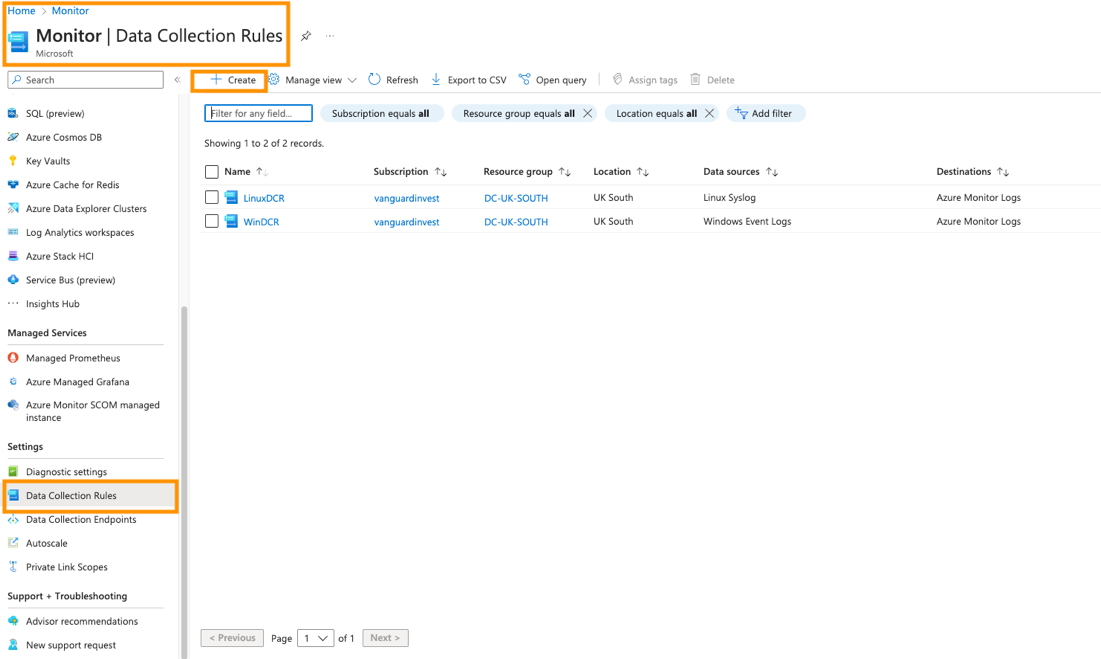 Home > Monitor
Monitor | Data Collection Rules
Microsoft
Search
SQL (preview)
Azure Cosmos DB
Key Vaults
Azure Cache for Redis
Azure Data Explorer Clusters
Log Analytics workspaces
Azure Stack HCI
Service Bus (preview)
Insights Hub
Managed Services
Managed Prometheus
Azure Managed Grafana
Azure Monitor SCOM managed
instance
Settings
Diagnostic settings
Data Collection Rules
Data Collection Endpoints
Autoscale
Private Link Scopes
Support + Troubleshooting
Advisor recommendations
New support request
Create Manage view Refresh Export to CSV Open query Assign tags Delete
Filter for any field... Subscription equals all Resource group equals all Location equals all Add filter
Showing 1 to 2 of 2 records.
Name Subscription Resource group Location Data sources Destinations
LinuxDCR vanguardinvest DC-UK-SOUTH UK South Linux Syslog Azure Monitor Logs
WinDCR vanguardinvest DC-UK-SOUTH UK South Windows Event Logs Azure Monitor Logs
< Previous Page 1 of 1 Next >